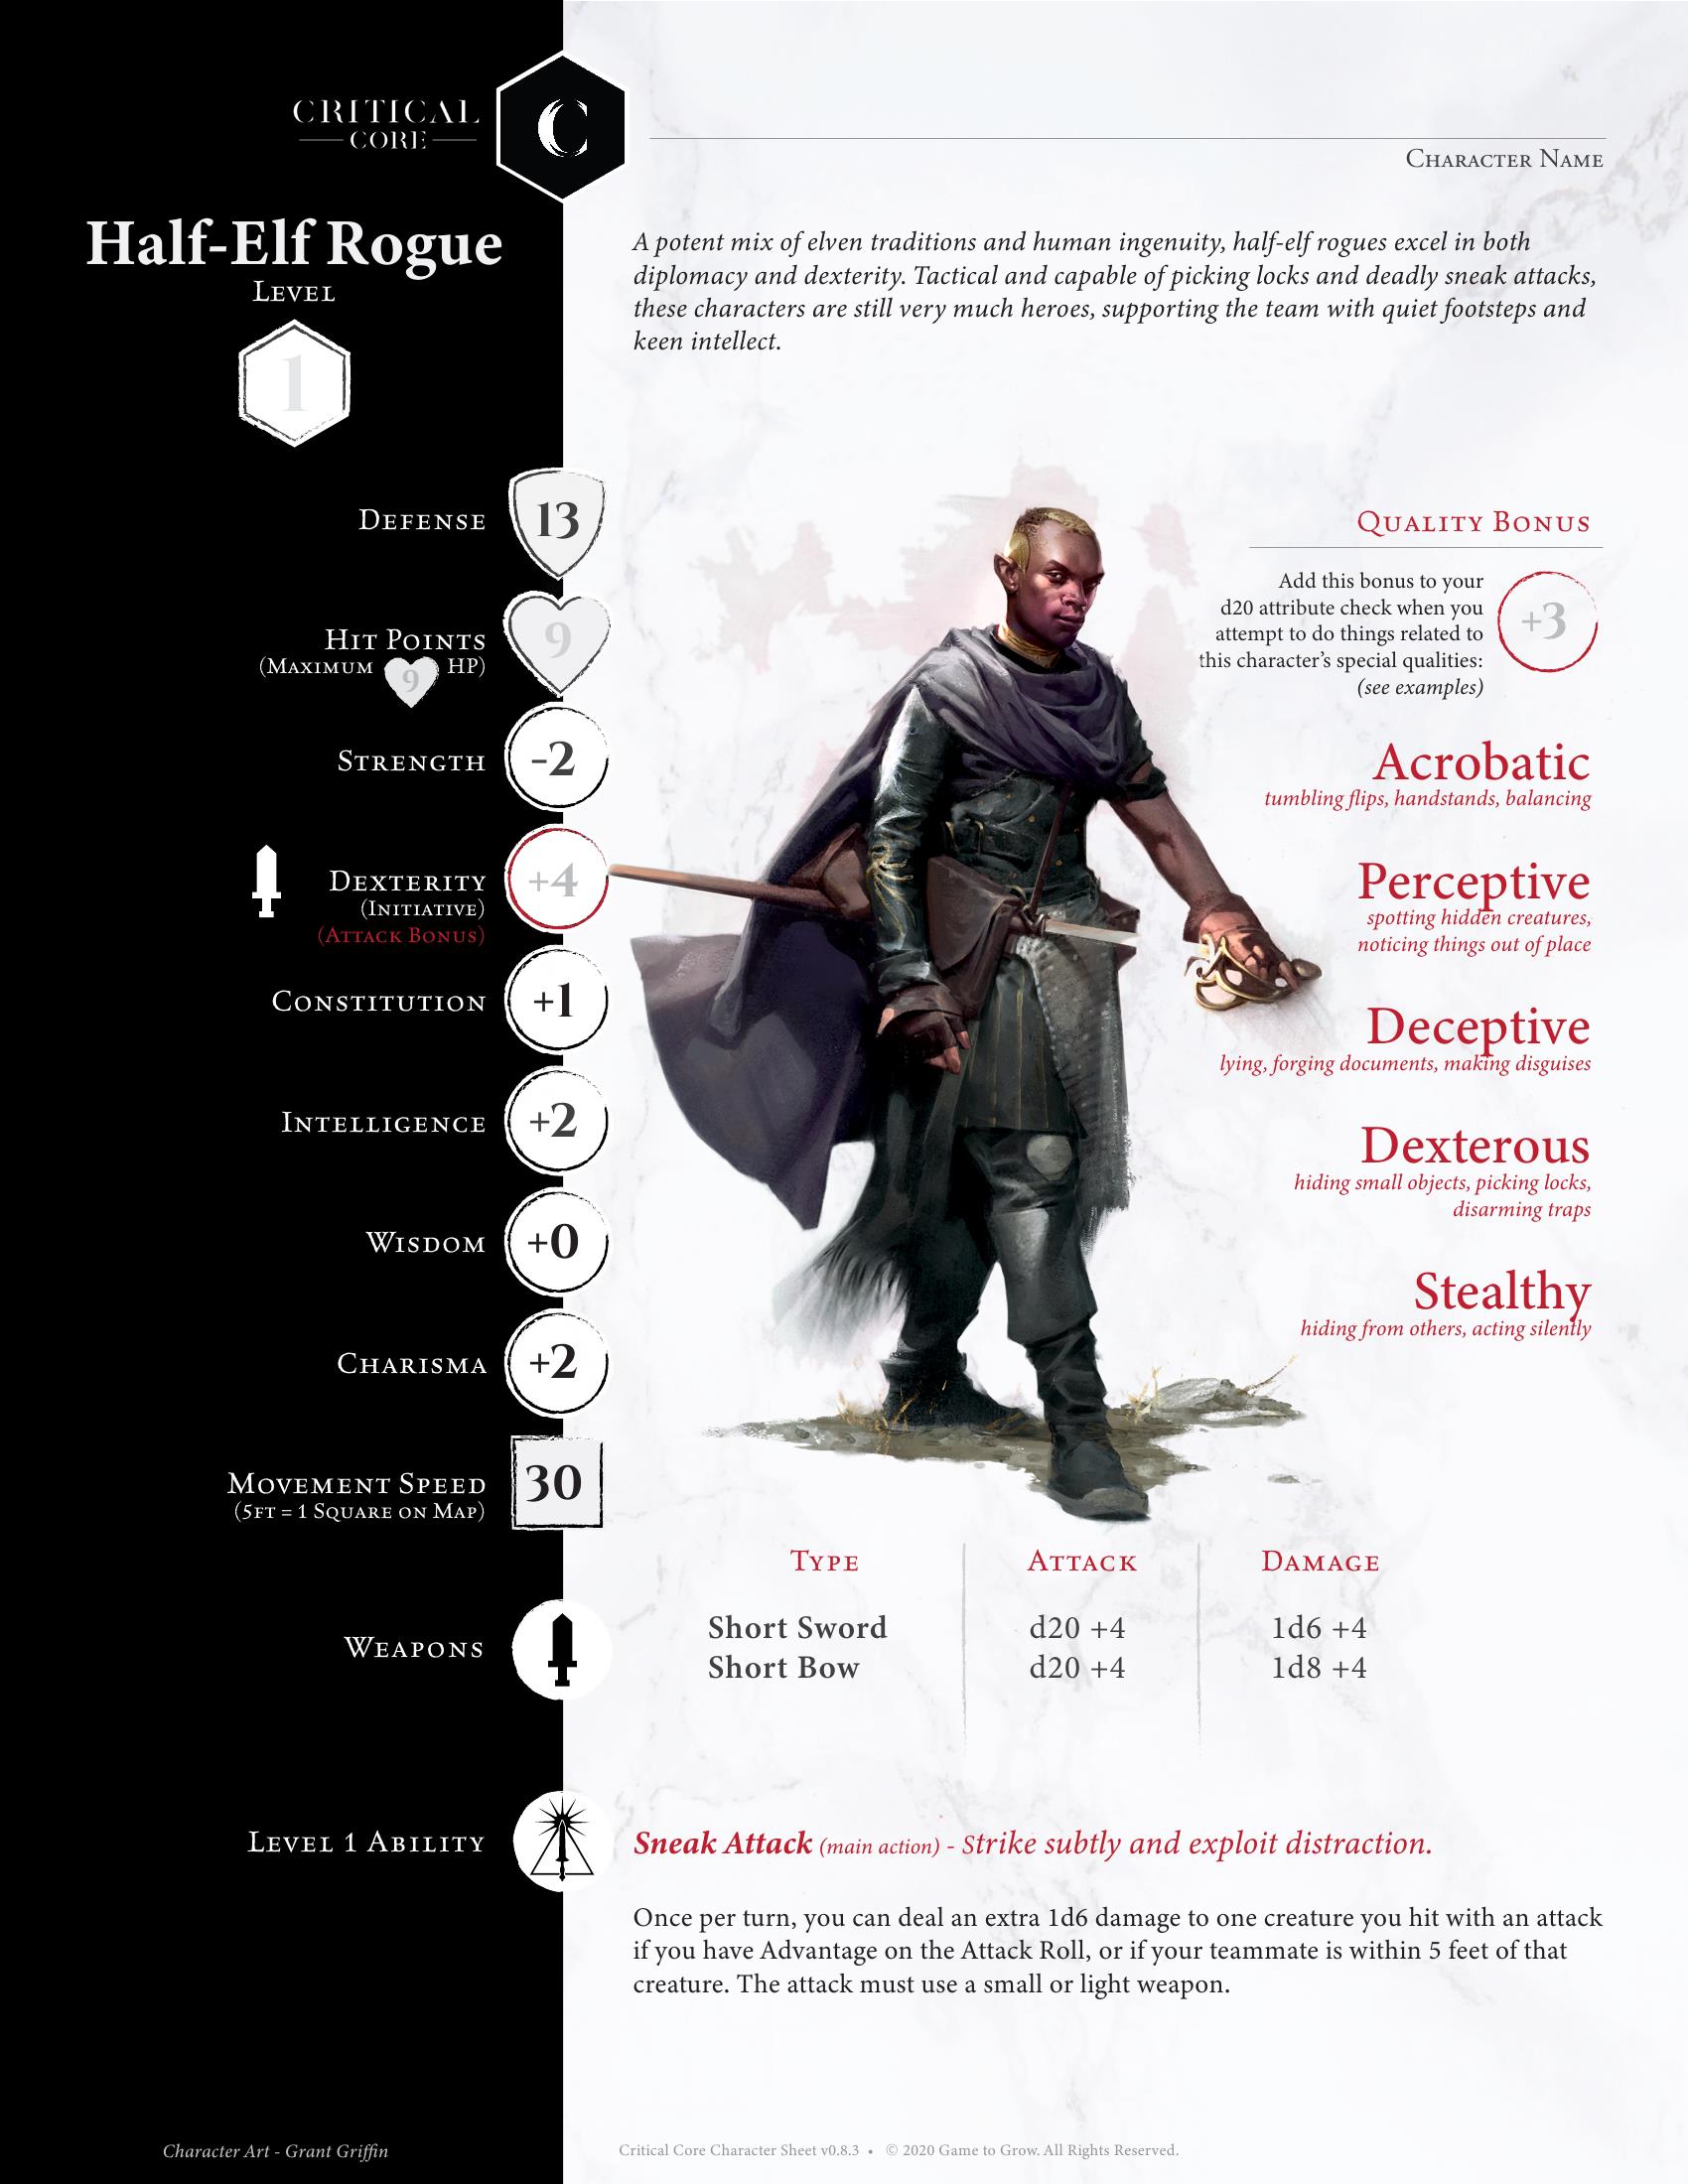 CRITICAL
CORE
C
Character Name
Half-Elf Rogue
Level
1
A potent mix of elven traditions and human ingenuity, half-elf rogues excel in both
diplomacy and dexterity. Tactical and capable of picking locks and deadly sneak attacks,
these characters are still very much heroes, supporting the team with quiet footsteps and
keen intellect.
Defense
13
Hit Points
9
(Maximum 9 HP)
Strength
-2
Dexterity
+4
(Initiative)
(Attack Bonus)
Constitution
+1
Intelligence
+2
Wisdom
+0
Charisma
+2
Movement Speed
30
(5ft = 1 Square on Map)
Quality Bonus
Add this bonus to your
d20 attribute check when you
attempt to do things related to
this character's special qualities:
(see examples)
+3
Acrobatic
tumbling flips, handstands, balancing
Perceptive
spotting hidden creatures,
noticing things out of place
Deceptive
lying, forging documents, making disguises
Dexterous
hiding small objects, picking locks,
disarming traps
Stealthy
hiding from others, acting silently
Weapons
Type Attack Damage
Short Sword d20 +4 1d6 +4
Short Bow d20 +4 1d8 +4
Level 1 Ability
Sneak Attack (main action) - Strike subtly and exploit distraction.
Once per turn, you can deal an extra 1d6 damage to one creature you hit with an attack
if you have Advantage on the Attack Roll, or if your teammate is within 5 feet of that
creature. The attack must use a small or light weapon.
Character Art - Grant Griffin
Critical Core Character Sheet v0.8.3 • © 2020 Game to Grow. All Rights Reserved.